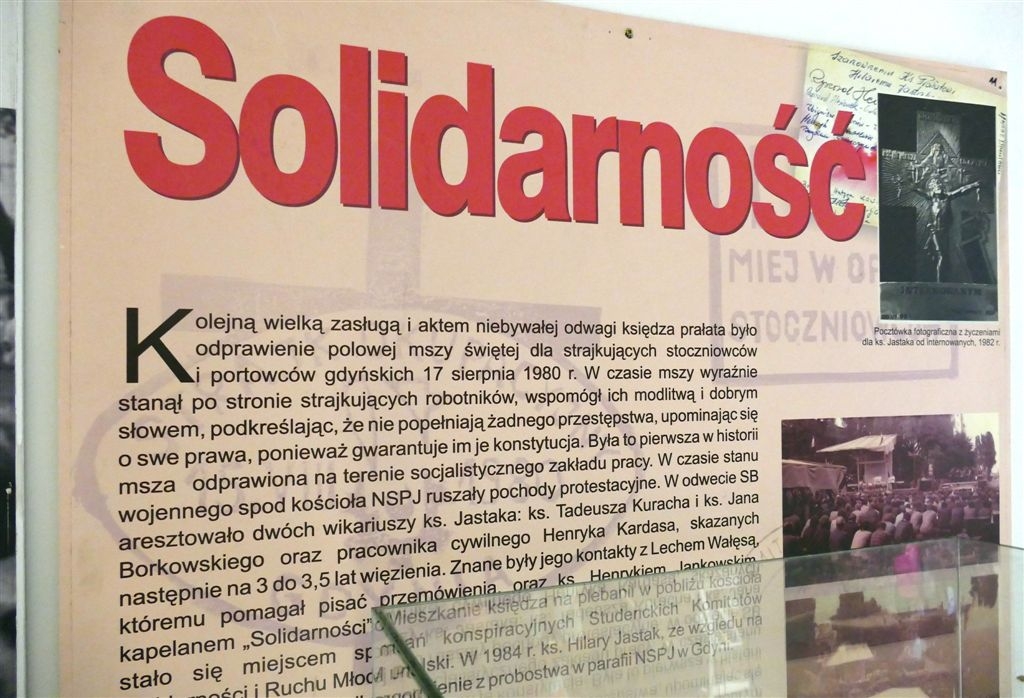 Solidarność
Szanownemu Ks. Prałatowi
Hilaremu
MIEJ W
STOCZNIO
INTERNOWANYM
Pocztówka fotograficzna z życzeniami
dla ks. Jastaka od internowanych, 1982 r.
Kolejną wielką zasługą i aktem niebywałej odwagi księdza prałata było
odprawienie polowej mszy świętej dla strajkujących stoczniowców
i portowców gdyńskich 17 sierpnia 1980 r. W czasie mszy wyraźnie
stanął po stronie strajkujących robotników, wspomógł ich modlitwą i dobrym
słowem, podkreślając, że nie popełniają żadnego przestępstwa, upominając się
o swe prawa, ponieważ gwarantuje im je konstytucja. Była to pierwsza w historii
msza odprawiona na terenie socjalistycznego zakładu pracy. W czasie stanu
wojennego spod kościoła NSPJ ruszały pochody protestacyjne. W odwecie SB
aresztowało dwóch wikariuszy ks. Jastaka: ks. Tadeusza Kuracha i ks. Jana
Borkowskiego oraz pracownika cywilnego Henryka Kardasa, skazanych
następnie na 3 do 3,5 lat więzienia. Znane były jego kontakty z Lechem Wałęsą,
któremu pomagał pisać przemówienia, oraz ks. Henrykiem Jankowskim,
kapelanem „Solidarności". Mieszkanie księdza na plebanii w pobliżu kościoła
stało się miejscem konspiracyjnych Studenckich Komitetów
i Ruchu W 1984 r. ks. Hilary Jastak, ze względu na
z probostwa w parafii NSPJ w Gdyni.